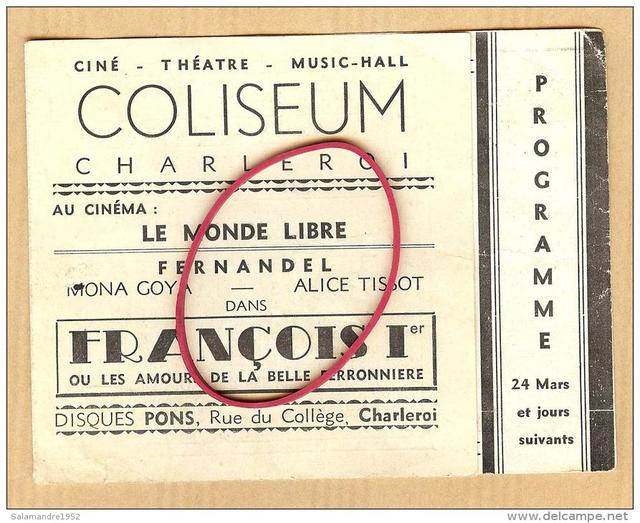 CINÉ - THÉATRE - MUSIC-HALL
COLISEUM
CHARLEROI
AU CINÉMA :
LE MONDE LIBRE
FERNANDEL
MONA GOYA — ALICE TISSOT
DANS
FRANÇOIS Ier
OU LES AMOURS DE LA BELLE FERRONNIERE
DISQUES PONS, Rue du Collège, Charleroi
PROGRAMME
24 Mars
et jours
suivants
Salamandre1952
delcampe.net